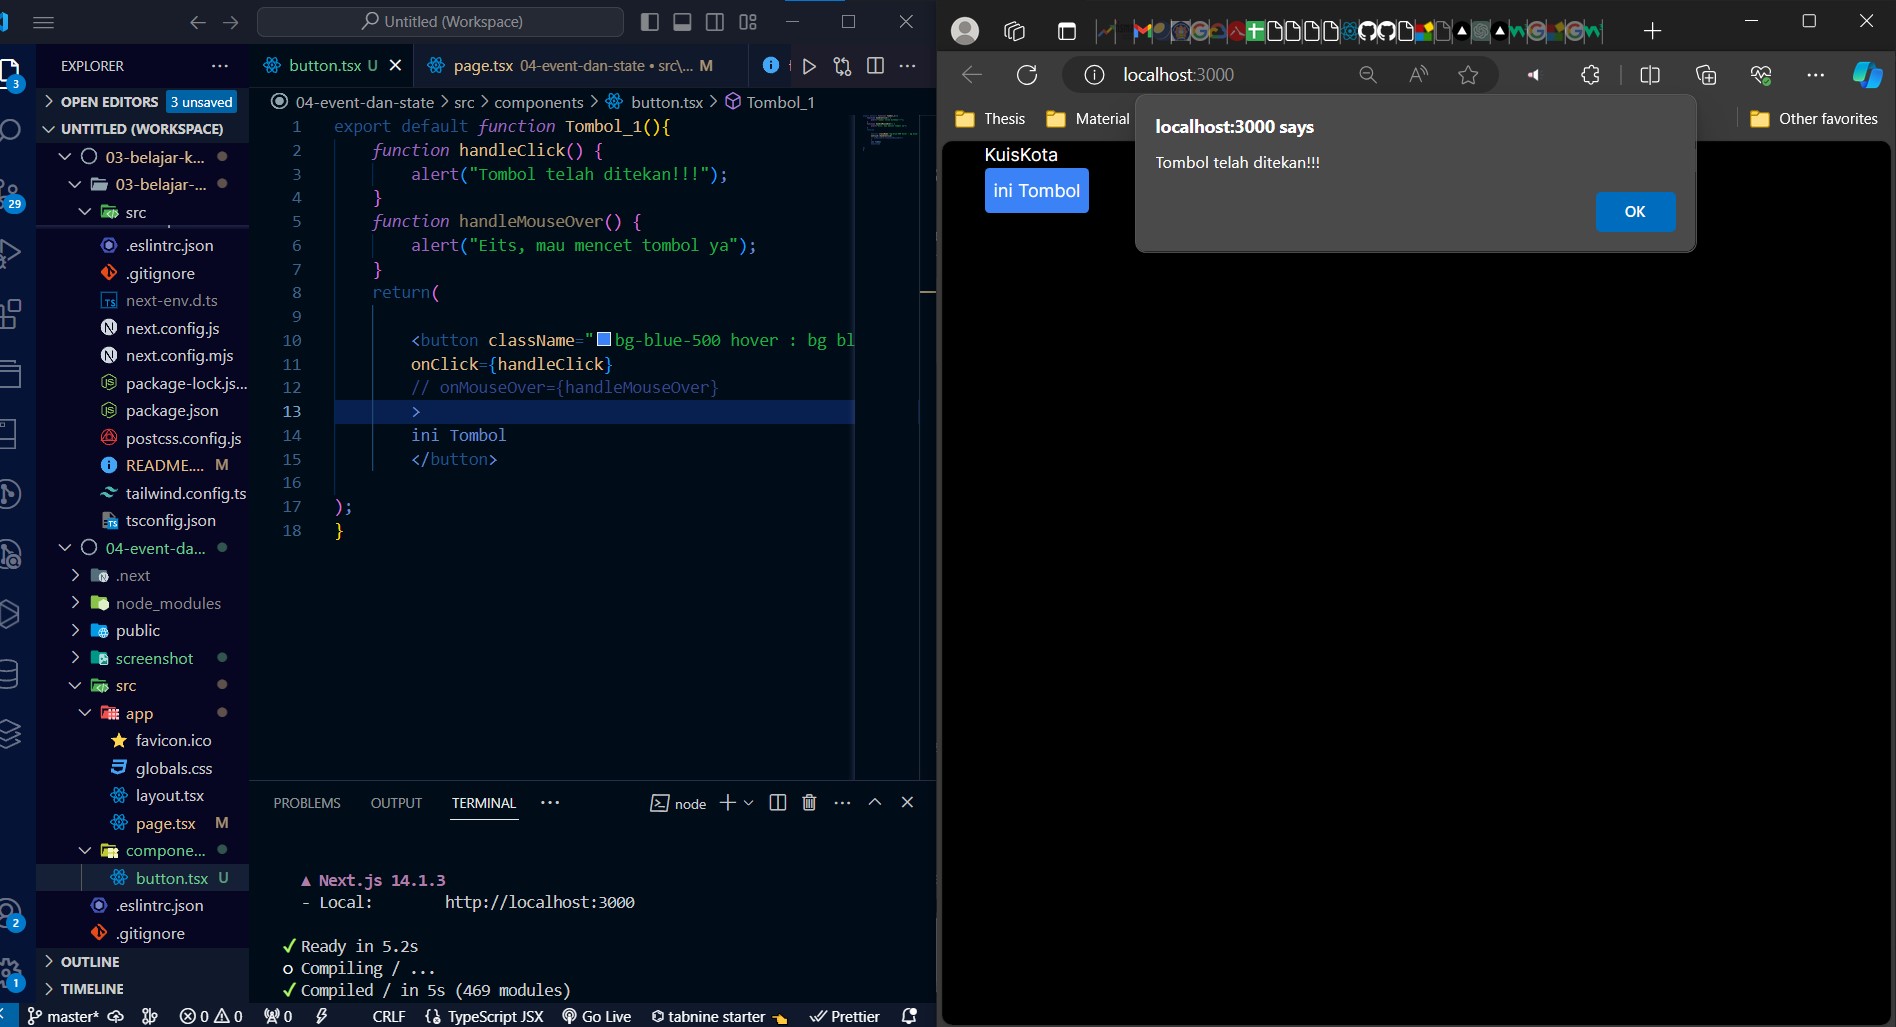 Untitled (Workspace)
EXPLORER
button.tsx U
page.tsx 04-event-dan-state • src\... M
OPEN EDITORS 3 unsaved
UNTITLED (WORKSPACE)
03-belajar-k...
03-belajar-...
src
.eslintrc.json
.gitignore
next-env.d.ts
next.config.js
next.config.mjs
package-lock.js...
package.json
postcss.config.js
README.... M
tailwind.config.ts
tsconfig.json
04-event-da...
.next
node_modules
public
screenshot
src
app
favicon.ico
globals.css
layout.tsx
page.tsx M
compone...
button.tsx U
.eslintrc.json
.gitignore
OUTLINE
TIMELINE
3
29
2
1
04-event-dan-state > src > components > button.tsx > Tombol_1
1 export default function Tombol_1(){
2 function handleClick() {
3 alert("Tombol telah ditekan!!!");
4 }
5 function handleMouseOver() {
6 alert("Eits, mau mencet tombol ya");
7 }
8 return(
9
10 <button className="bg-blue-500 hover : bg bl
11 onClick={handleClick}
12 // onMouseOver={handleMouseOver}
13 >
14 ini Tombol
15 </button>
16
17 );
18 }
PROBLEMS OUTPUT TERMINAL ··· node
▲ Next.js 14.1.3
- Local: http://localhost:3000
✓ Ready in 5.2s
○ Compiling / ...
✓ Compiled / in 5s (469 modules)
master* 0 0 0 CRLF TypeScript JSX Go Live tabnine starter Prettier
localhost:3000
Thesis
Material
Other favorites
localhost:3000 says
Tombol telah ditekan!!!
OK
KuisKota
ini Tombol